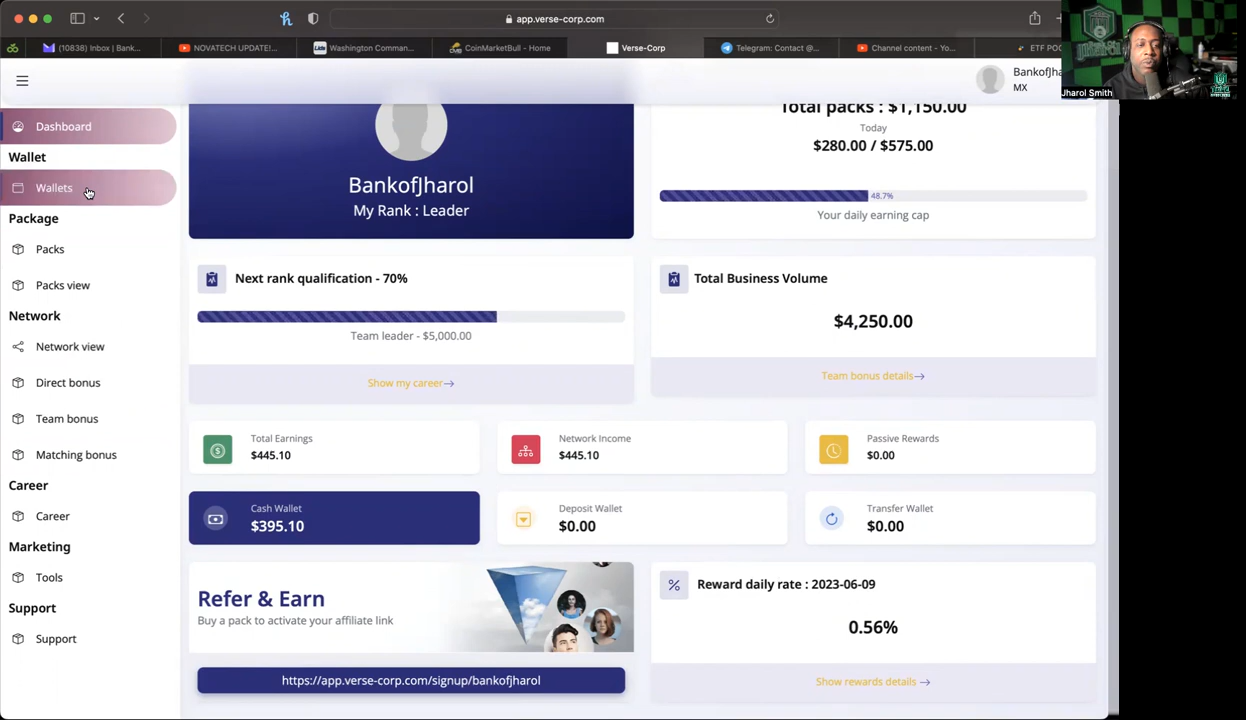 app.verse-corp.com
(10838) Inbox | Bank...
NOVATECH UPDATE!...
Washington Comman...
CoinMarketBull - Home
Verse-Corp
Telegram: Contact @...
Channel content - Yo...
ETF POO
BankofJha
MX
Jharol Smith
Dashboard
Wallet
Wallets
Package
Packs
Packs view
Network
Network view
Direct bonus
Team bonus
Matching bonus
Career
Career
Marketing
Tools
Support
Support
BankofJharol
My Rank : Leader
Total packs : $1,150.00
Today
$280.00 / $575.00
48.7%
Your daily earning cap
Next rank qualification - 70%
Team leader - $5,000.00
Show my career→
Total Business Volume
$4,250.00
Team bonus details→
Total Earnings
$445.10
Network Income
$445.10
Passive Rewards
$0.00
Cash Wallet
$395.10
Deposit Wallet
$0.00
Transfer Wallet
$0.00
Refer & Earn
Buy a pack to activate your affiliate link
https://app.verse-corp.com/signup/bankofjharol
Reward daily rate : 2023-06-09
0.56%
Show rewards details →